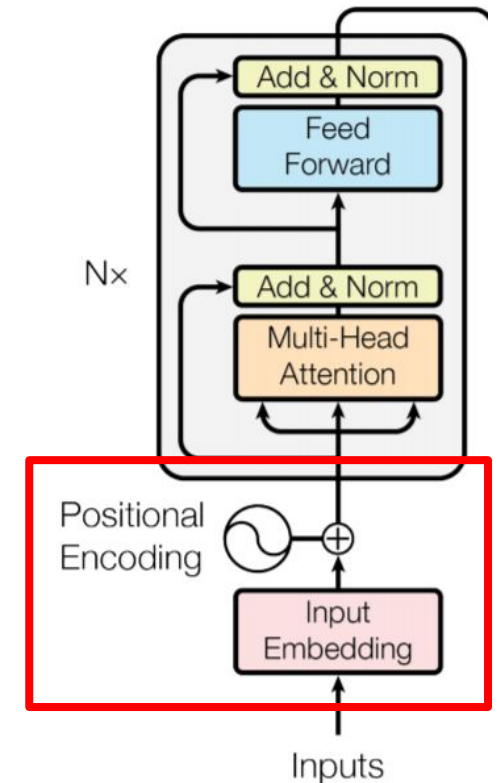 Add & Norm
Feed
Forward
Nx
Add & Norm
Multi-Head
Attention
Positional
Encoding
Input
Embedding
Inputs